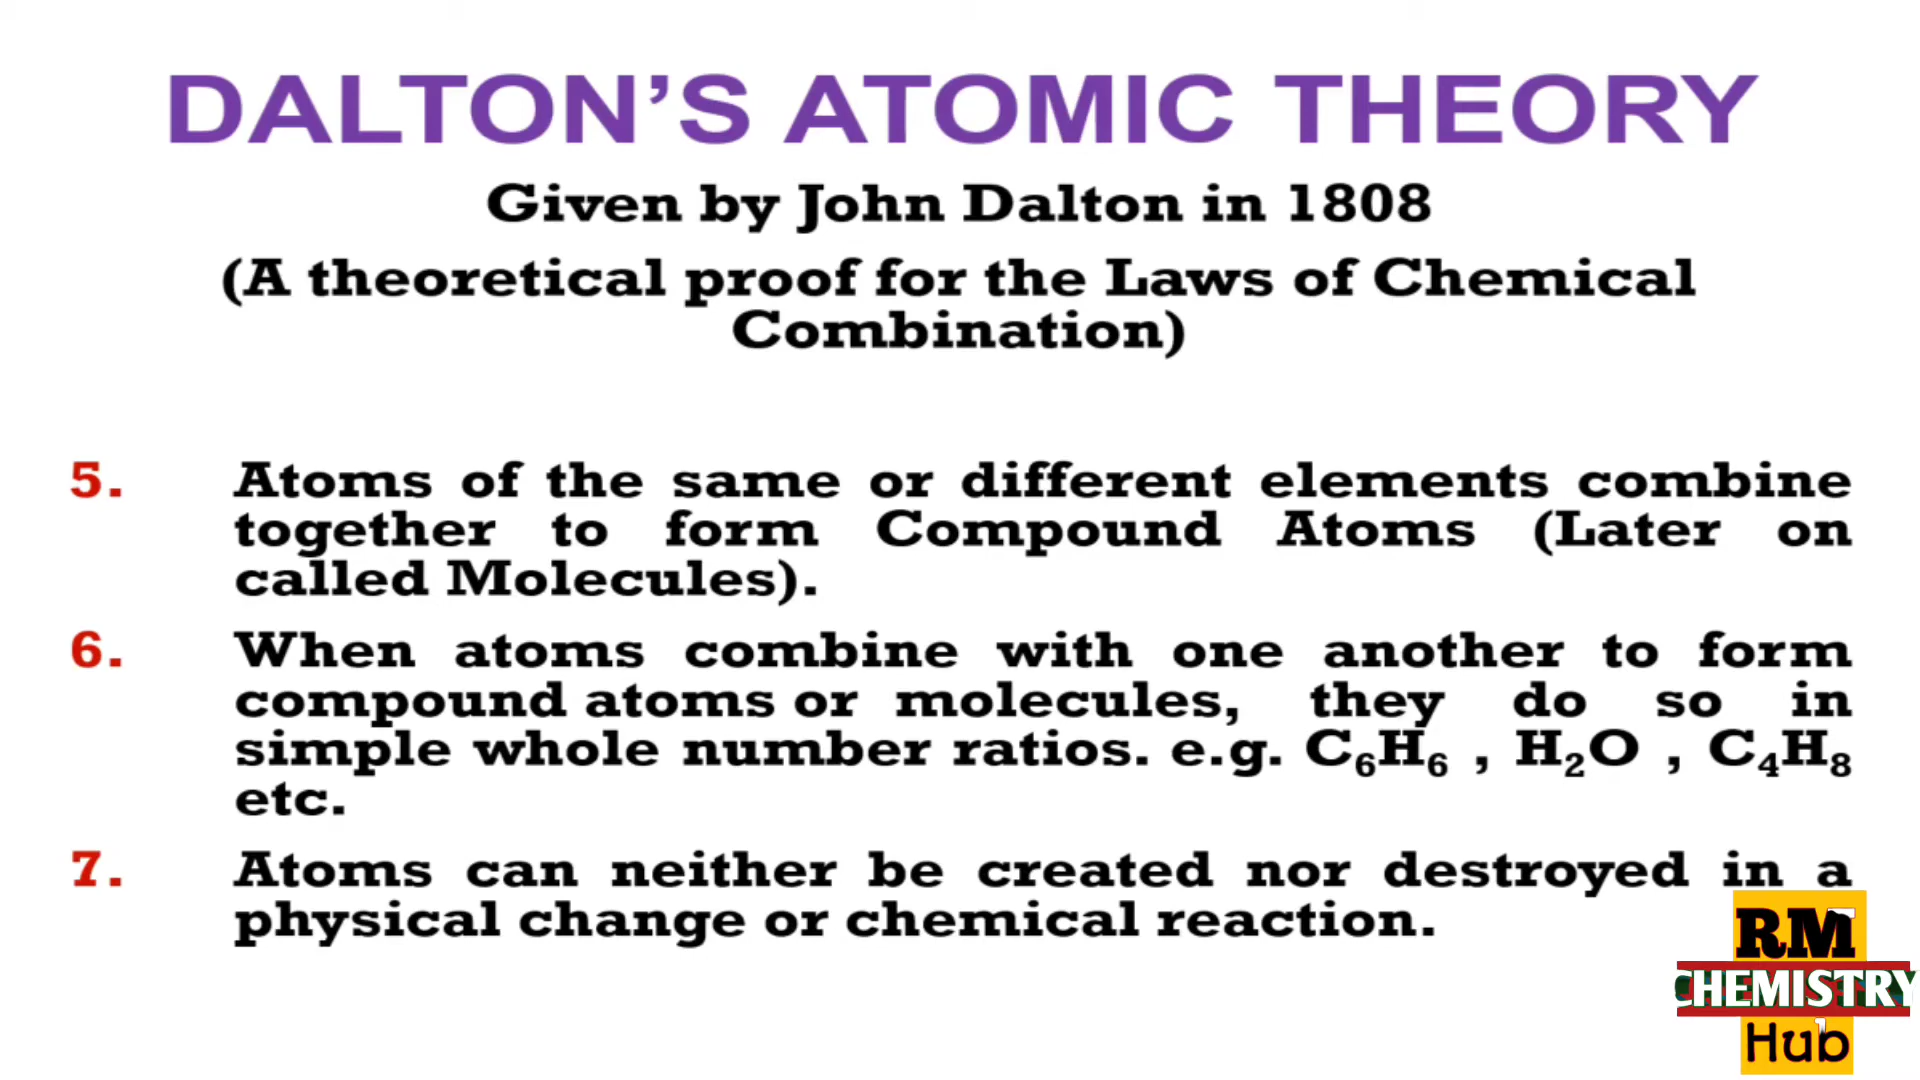 DALTON’S ATOMIC THEORY
Given by John Dalton in 1808
(A theoretical proof for the Laws of Chemical
Combination)
5. Atoms of the same or different elements combine
together to form Compound Atoms (Later on
called Molecules).
6. When atoms combine with one another to form
compound atoms or molecules, they do so in
simple whole number ratios. e.g. C₆H₆ , H₂O , C₄H₈
etc.
7. Atoms can neither be created nor destroyed in a
physical change or chemical reaction.
RM
CHEMISTRY
Hub